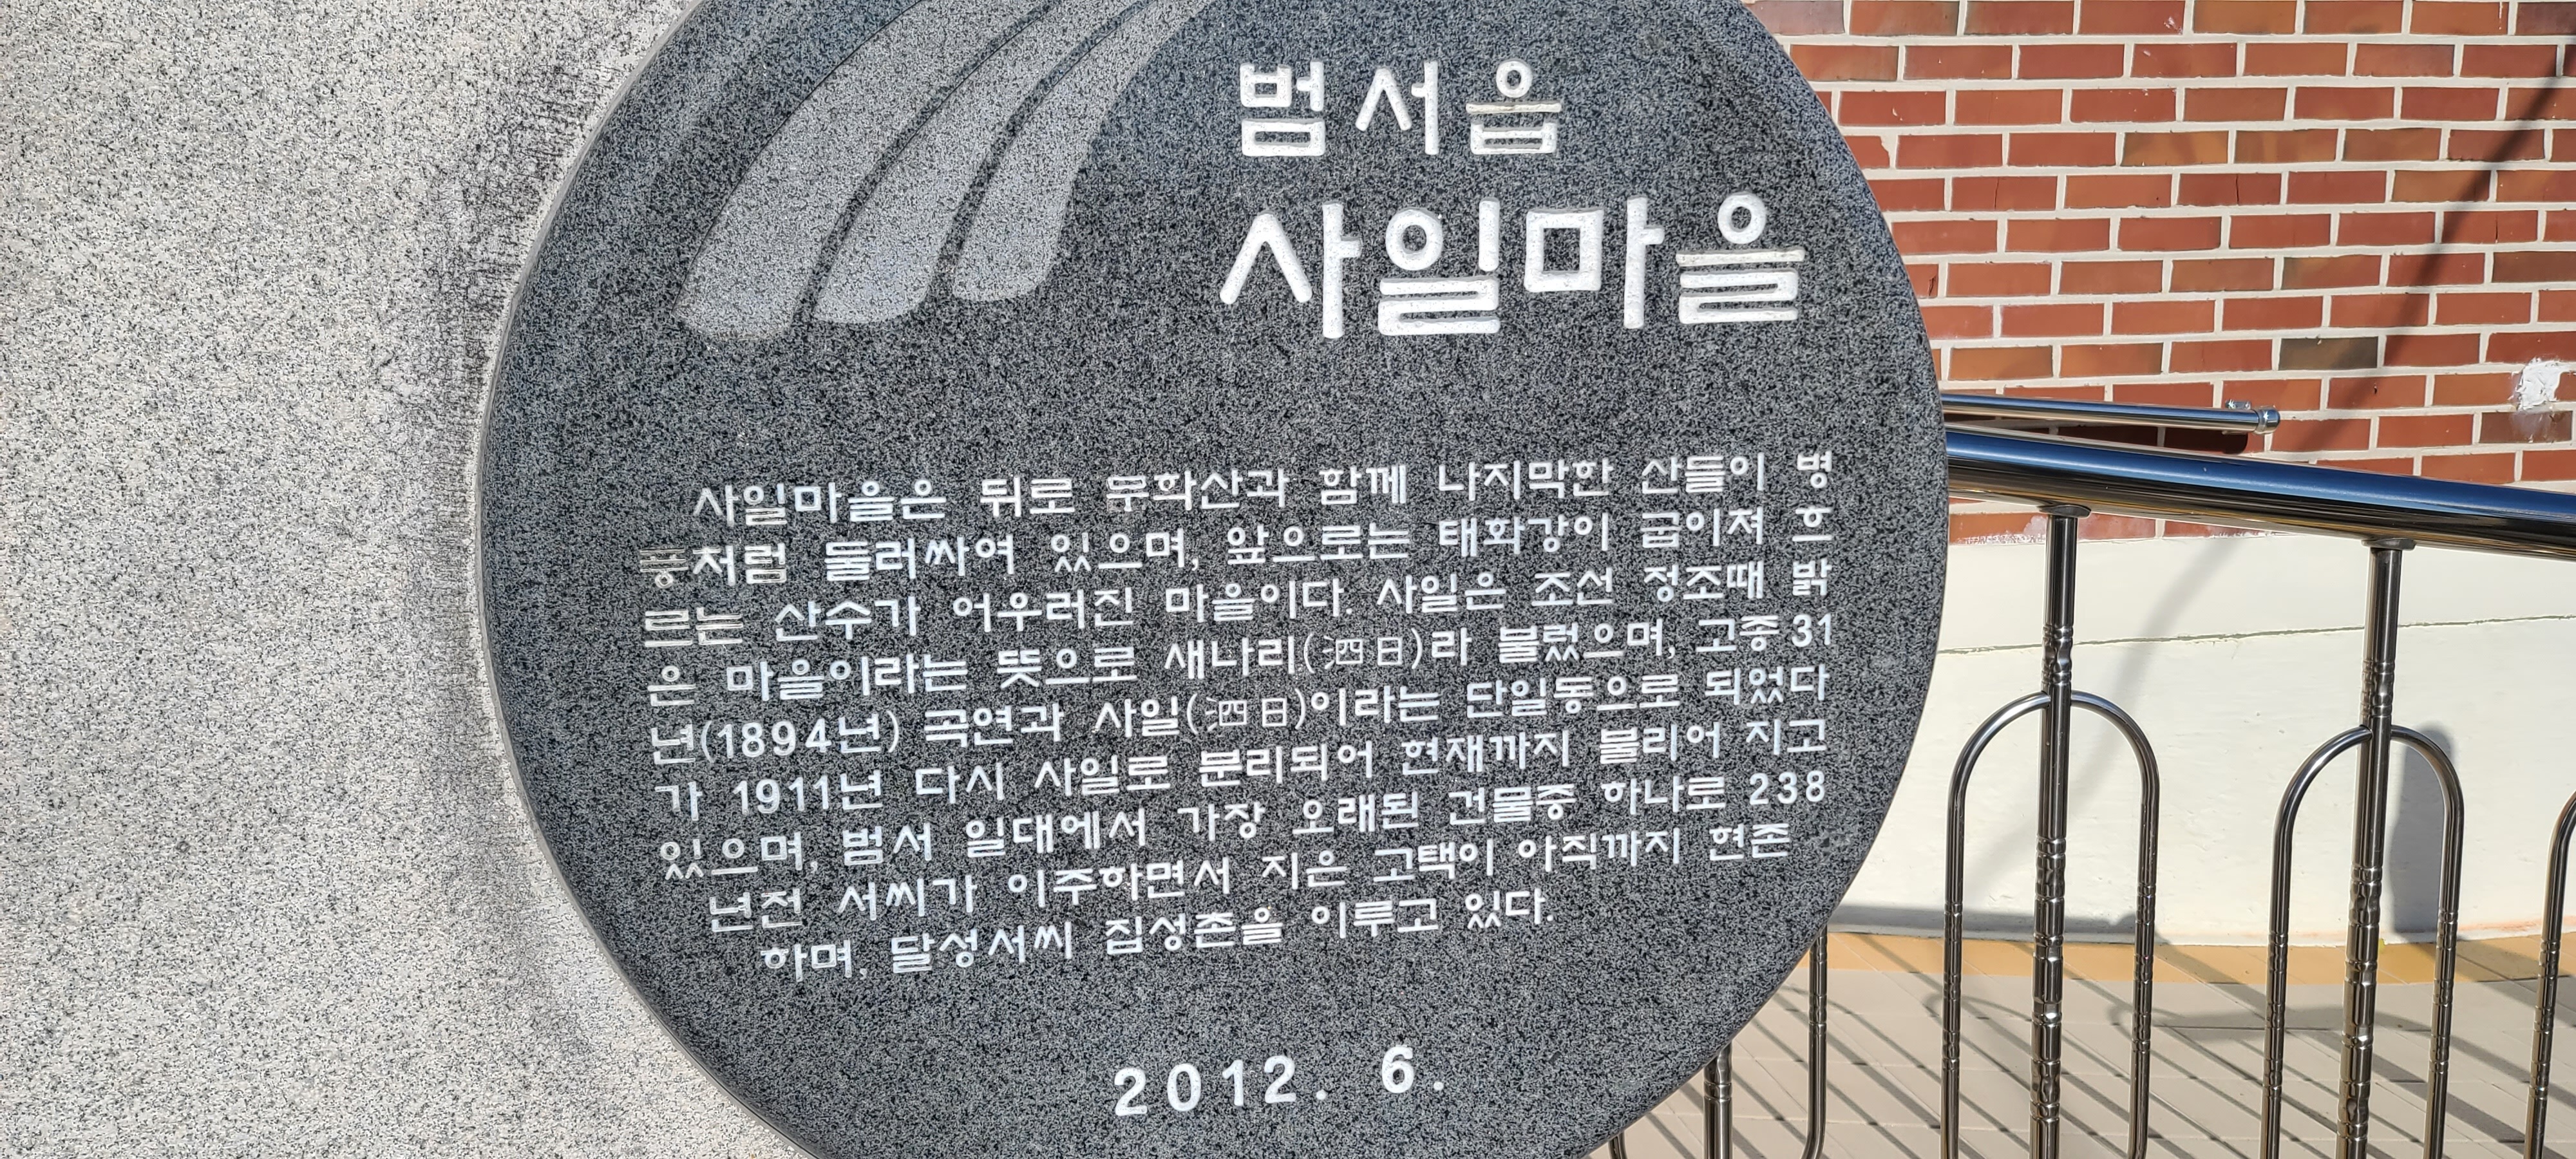 범서읍
사일마을
사일마을은 뒤로 무화산과 함께 나지막한 산들이 병
풍처럼 둘러싸여 있으며, 앞으로는 태화강이 굽이져 흐
르는 산수가 어우러진 마을이다. 사일은 조선 정조때 밝
은 마을이라는 뜻으로 새나리(泗日)라 불렀으며, 고종 31
년(1894년) 곡연과 사일(泗日)이라는 단일동으로 되었다
가 1911년 다시 사일로 분리되어 현재까지 불리어 지고
있으며, 범서 일대에서 가장 오래된 건물중 하나로 238
년전 서씨가 이주하면서 지은 고택이 아직까지 현존
하며, 달성서씨 집성촌을 이루고 있다.
2012. 6.